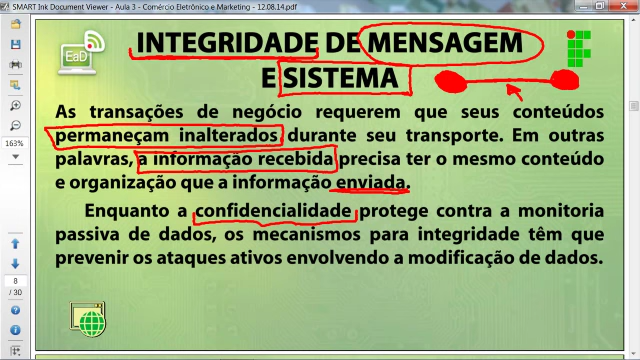 SMART Ink Document Viewer - Aula 3 - Comércio Eletrônico e Marketing - 12.08.14.pdf
EaD
INTEGRIDADE DE MENSAGEM
E SISTEMA
As transações de negócio requerem que seus conteúdos
permaneçam inalterados durante seu transporte. Em outras
palavras, a informação recebida precisa ter o mesmo conteúdo
e organização que a informação enviada.
Enquanto a confidencialidade protege contra a monitoria
passiva de dados, os mecanismos para integridade têm que
prevenir os ataques ativos envolvendo a modificação de dados.
163%
8
/ 30